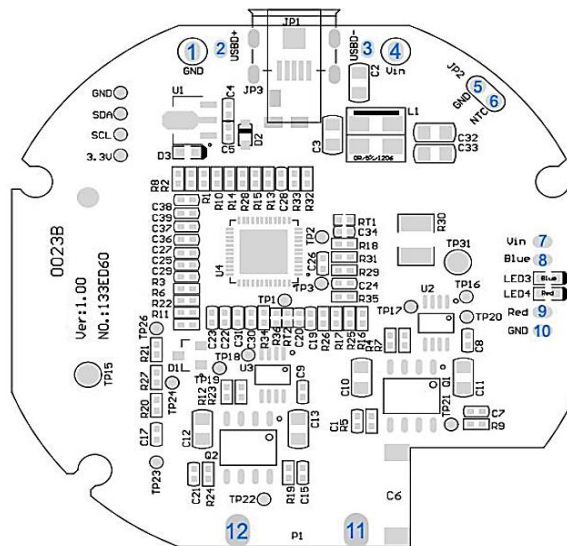 JP1
1
GND
2
USBD+
USBD-
3
4
Vin
JP3
C2
JP2
5
GND
6
NTC
GND
SDA
SCL
3.3V
U1
C4
C5
D2
D3
C3
L1
C32
C33
R8
R2
R1
R10
R14
R28
R15
R13
C28
R33
R32
C38
C39
C37
C36
C27
C25
C29
R3
R6
R22
R11
U4
TP2
C26
TP3
RT1
C34
R18
R31
R29
C24
R35
R30
TP31
Vin
7
Blue
8
LED3
Blue
LED4
Red
Red
9
GND
10
0023B
Ver:1.00
NO.:133ED60
TP1
TP26
C23
C22
C31
C30
R34
R36
RT2
C20
C19
R26
R17
R25
R16
R4
R7
TP17
U2
TP16
TP20
C8
R21
D1
TP18
TP19
U3
TP15
R27
TP24
R12
R23
C9
C10
Q1
C11
R20
C17
C12
Q2
C13
C1
R5
TP21
C7
R9
TP23
C21
R24
TP22
R19
C15
C6
12
P1
11